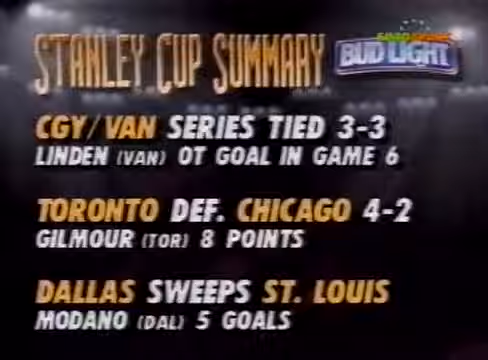 STANLEY CUP SUMMARY
EUROSPORT
BUD LIGHT
CGY/VAN SERIES TIED 3-3
LINDEN (VAN) OT GOAL IN GAME 6
TORONTO DEF. CHICAGO 4-2
GILMOUR (TOR) 8 POINTS
DALLAS SWEEPS ST. LOUIS
MODANO (DAL) 5 GOALS